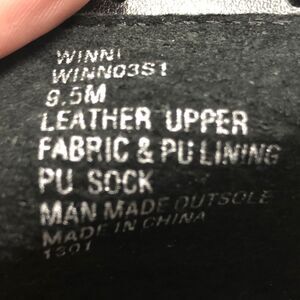 WINNI
WINN03S1
9.5M
LEATHER UPPER
FABRIC & PU LINING
PU SOCK
MAN MADE OUTSOLE
MADE IN CHINA
1301